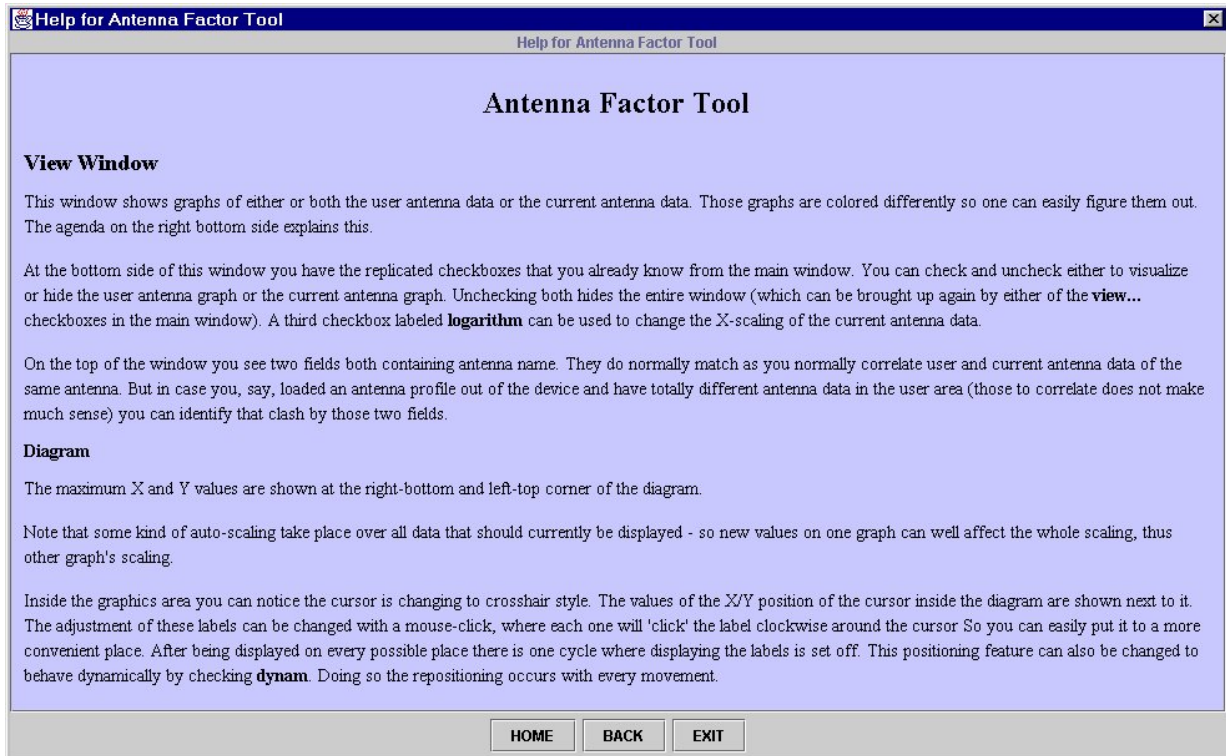 Help for Antenna Factor Tool
Help for Antenna Factor Tool
Antenna Factor Tool
View Window
This window shows graphs of either or both the user antenna data or the current antenna data. Those graphs are colored differently so one can easily figure them out.
The agenda on the right bottom side explains this.
At the bottom side of this window you have the replicated checkboxes that you already know from the main window. You can check and uncheck either to visualize
or hide the user antenna graph or the current antenna graph. Unchecking both hides the entire window (which can be brought up again by either of the view...
checkboxes in the main window). A third checkbox labeled logarithm can be used to change the X-scaling of the current antenna data.
On the top of the window you see two fields both containing antenna name. They do normally match as you normally correlate user and current antenna data of the
same antenna. But in case you, say, loaded an antenna profile out of the device and have totally different antenna data in the user area (those to correlate does not make
much sense) you can identify that clash by those two fields.
Diagram
The maximum X and Y values are shown at the right-bottom and left-top corner of the diagram.
Note that some kind of auto-scaling take place over all data that should currently be displayed - so new values on one graph can well affect the whole scaling, thus
other graph's scaling.
Inside the graphics area you can notice the cursor is changing to crosshair style. The values of the X/Y position of the cursor inside the diagram are shown next to it.
The adjustment of these labels can be changed with a mouse-click, where each one will 'click' the label clockwise around the cursor So you can easily put it to a more
convenient place. After being displayed on every possible place there is one cycle where displaying the labels is set off. This positioning feature can also be changed to
behave dynamically by checking dynam. Doing so the repositioning occurs with every movement.
HOME BACK EXIT